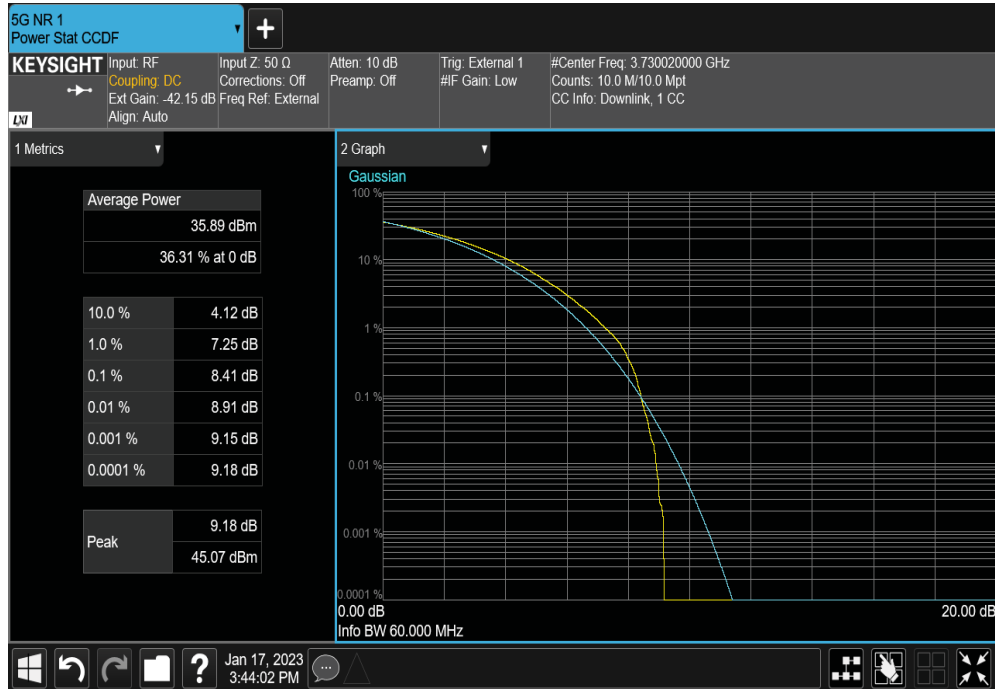 5G NR 1
Power Stat CCDF
+
KEYSIGHT
LXI
Input: RF
Coupling: DC
Ext Gain: -42.15 dB
Align: Auto
Input Z: 50 Ω
Corrections: Off
Freq Ref: External
Atten: 10 dB
Preamp: Off
Trig: External 1
#IF Gain: Low
#Center Freq: 3.730020000 GHz
Counts: 10.0 M/10.0 Mpt
CC Info: Downlink, 1 CC
1 Metrics
Average Power
35.89 dBm
36.31 % at 0 dB
10.0 % 4.12 dB
1.0 % 7.25 dB
0.1 % 8.41 dB
0.01 % 8.91 dB
0.001 % 9.15 dB
0.0001 % 9.18 dB
Peak
9.18 dB
45.07 dBm
2 Graph
Gaussian
100 %
10 %
1 %
0.1 %
0.01 %
0.001 %
0.0001 %
0.00 dB 20.00 dB
Info BW 60.000 MHz
?
Jan 17, 2023
3:44:02 PM